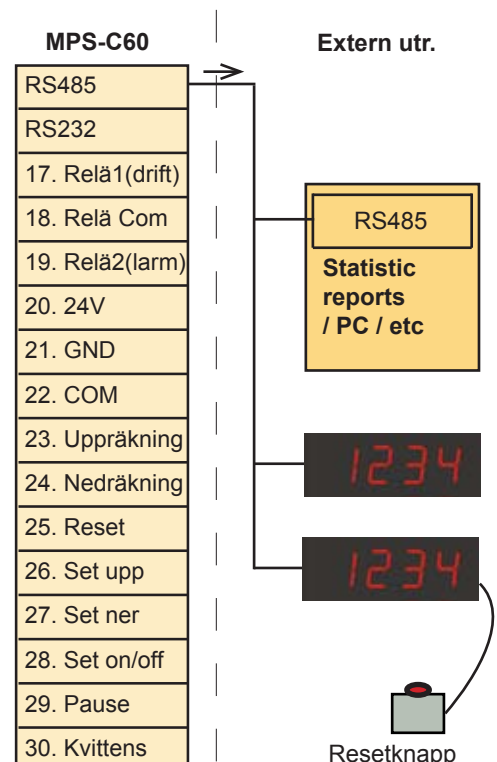 MPS-C60
Extern utr.
RS485
RS232
17. Relä1(drift)
18. Relä Com
19. Relä2(larm)
20. 24V
21. GND
22. COM
23. Uppräkning
24. Nedräkning
25. Reset
26. Set upp
27. Set ner
28. Set on/off
29. Pause
30. Kvittens
RS485
Statistic
reports
/ PC / etc
1234
1234
Resetknapp